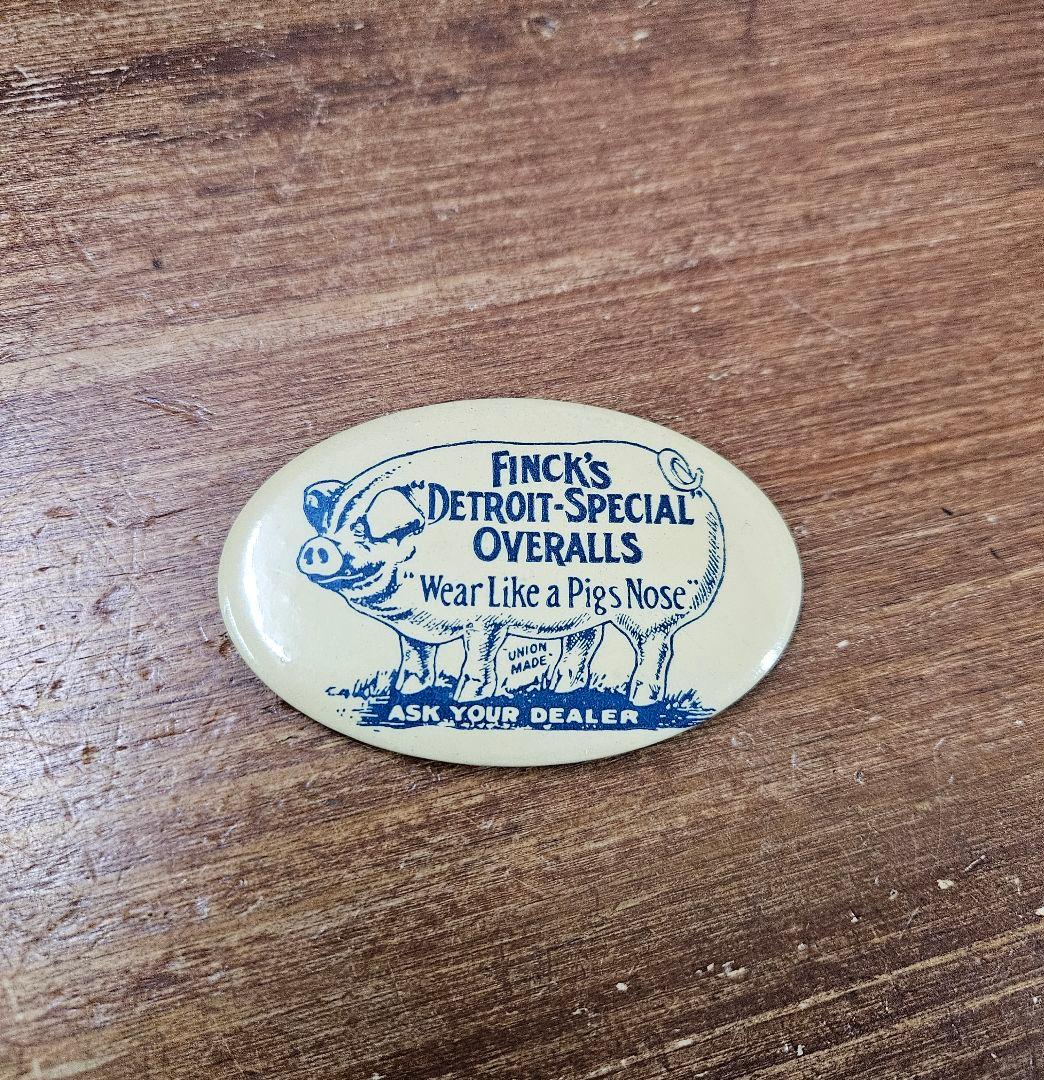 FINCK'S
"DETROIT-SPECIAL"
OVERALLS
"Wear Like a Pigs Nose"
UNION
MADE
ASK YOUR DEALER